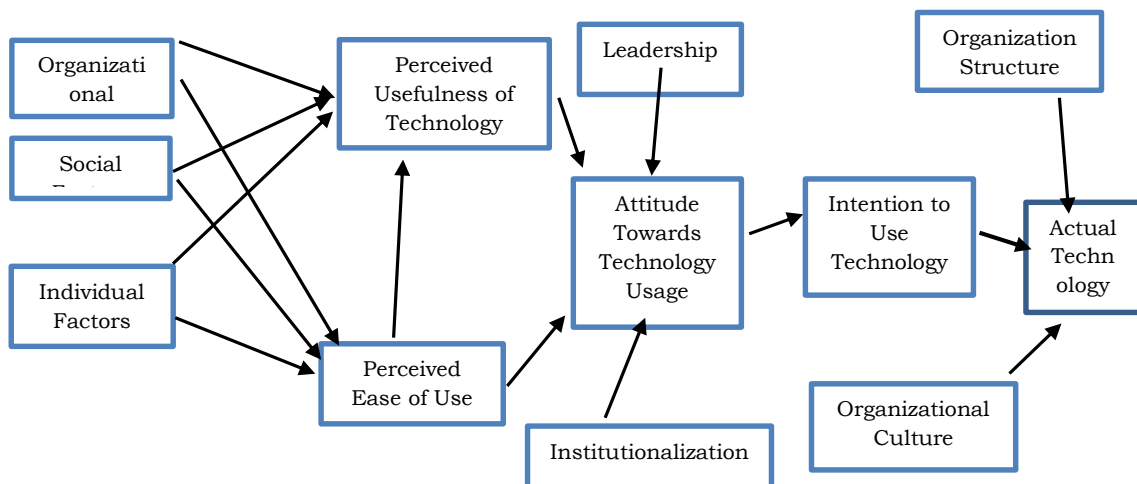 Organizati
onal
Social
Individual
Factors
Perceived
Usefulness of
Technology
Perceived
Ease of Use
Leadership
Attitude
Towards
Technology
Usage
Institutionalization
Intention to
Use
Technology
Organization
Structure
Actual
Techn
ology
Organizational
Culture